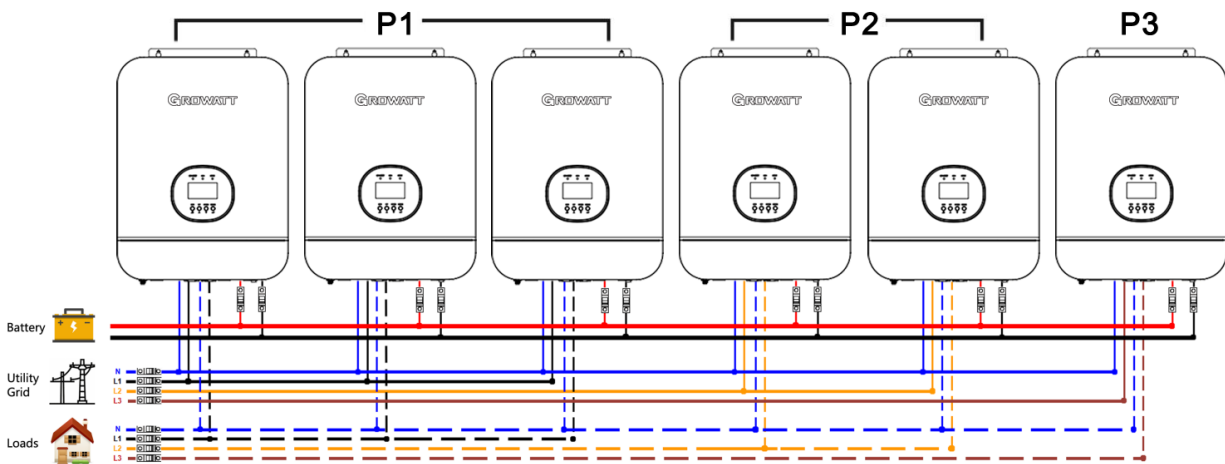 P1 P2 P3
GROWATT GROWATT GROWATT GROWATT GROWATT GROWATT
Battery
Utility
Grid
N
L1
L2
L3
Loads
N
L1
L2
L3